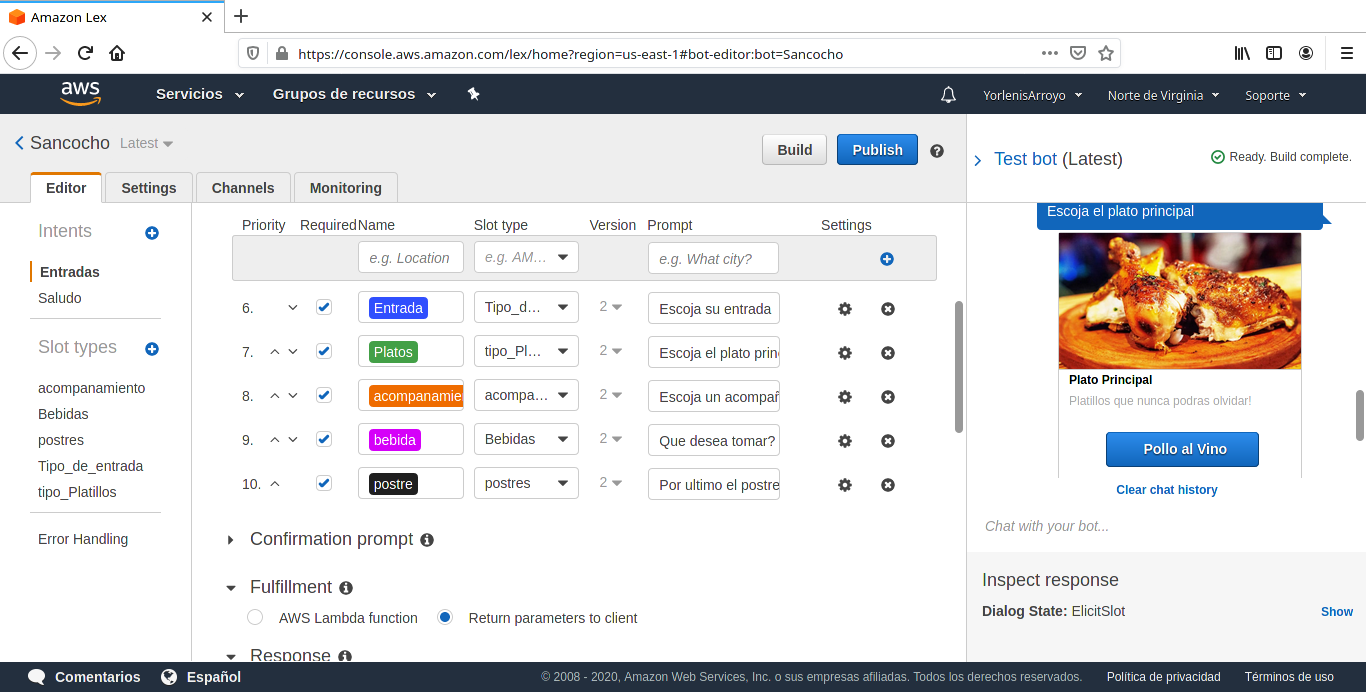 Amazon Lex
https://console.aws.amazon.com/lex/home?region=us-east-1#bot-editor:bot=Sancocho
aws Servicios Grupos de recursos YorlenisArroyo Norte de Virginia Soporte
Sancocho Latest Build Publish
Editor Settings Channels Monitoring
Intents
Entradas
Saludo
Slot types
acompanamiento
Bebidas
postres
Tipo_de_entrada
tipo_Platillos
Error Handling
Priority Required Name Slot type Version Prompt Settings
e.g. Location e.g. AM... e.g. What city?
6. Entrada Tipo_d... 2 Escoja su entrada
7. Platos tipo_Pl... 2 Escoja el plato prin
8. acompanamie acompa... 2 Escoja un acompañ
9. bebida Bebidas 2 Que desea tomar?
10. postre postres 2 Por ultimo el postre
Confirmation prompt
Fulfillment
AWS Lambda function Return parameters to client
Response
Test bot (Latest) Ready. Build complete.
Escoja el plato principal
Plato Principal
Platillos que nunca podras olvidar!
Pollo al Vino
Clear chat history
Chat with your bot...
Inspect response
Dialog State: ElicitSlot Show
Comentarios Español © 2008 - 2020, Amazon Web Services, Inc. o sus empresas afiliadas. Todos los derechos reservados. Política de privacidad Términos de uso